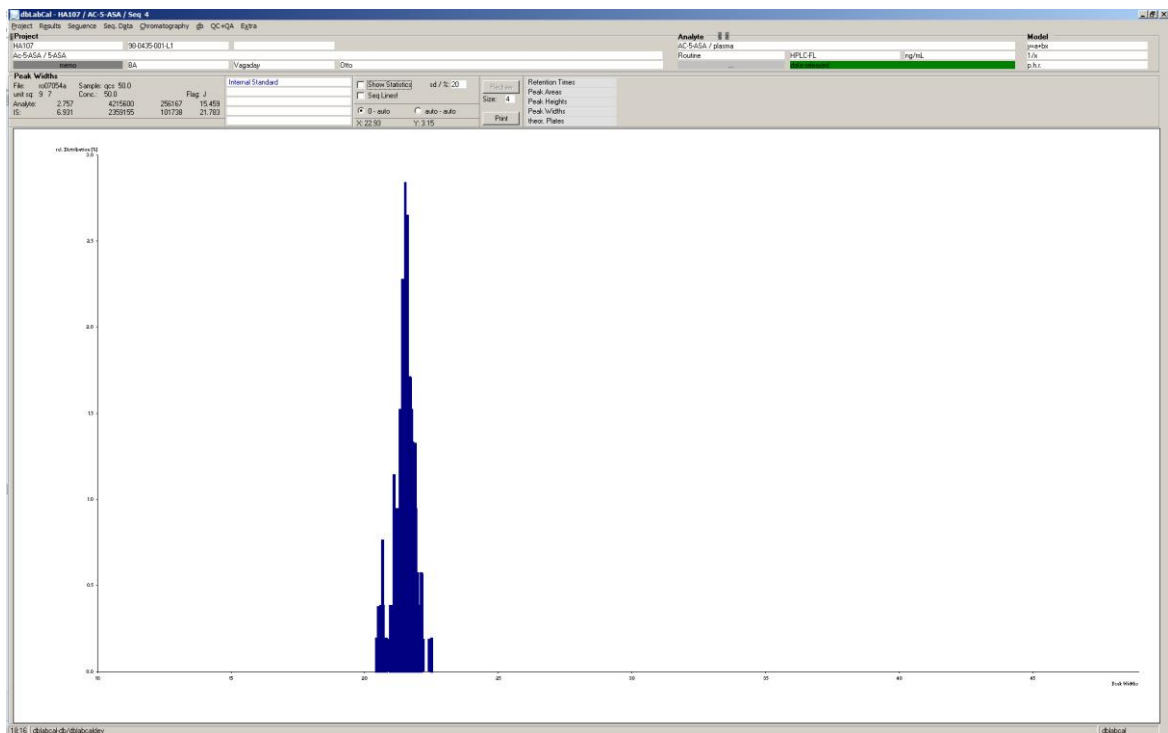 dbLabCal - HA107 / AC-5-ASA / Seq 4
Project Results Sequence Seq. Data Chromatography db QC+QA Extra
Project Analyte Model
HA107 90-0435-001-L1 AC-5-ASA / plasma y=a+bx
Ac-5-ASA / 5-ASA Routine HPLC-FL ng/mL 1/x
memo BA Vagaday Otto ... p.h.r.
Peak Widths
File: ro07054a Sample: qcs 50.0
unit sq: 9 7 Conc. 50.0 Flag: J
Analyte: 2.757 4215600 256167 15.459
IS: 6.931 2359155 101738 21.783
Internal Standard
Show Statistics sd / %: 20
Seq.Lines!
0 - auto auto - auto
X: 22.93 Y: 3.15
Redraw
Size: 4
Print
Retention Times
Peak Areas
Peak Heights
Peak Widths
theor. Plates
rel. Distribution [%]
3.0
2.5
2.0
1.5
1.0
0.5
0.0
10 15 20 25 30 35 40 45
Peak Widths
18:16 dblabcal-db/dblabcaldev dblabcal